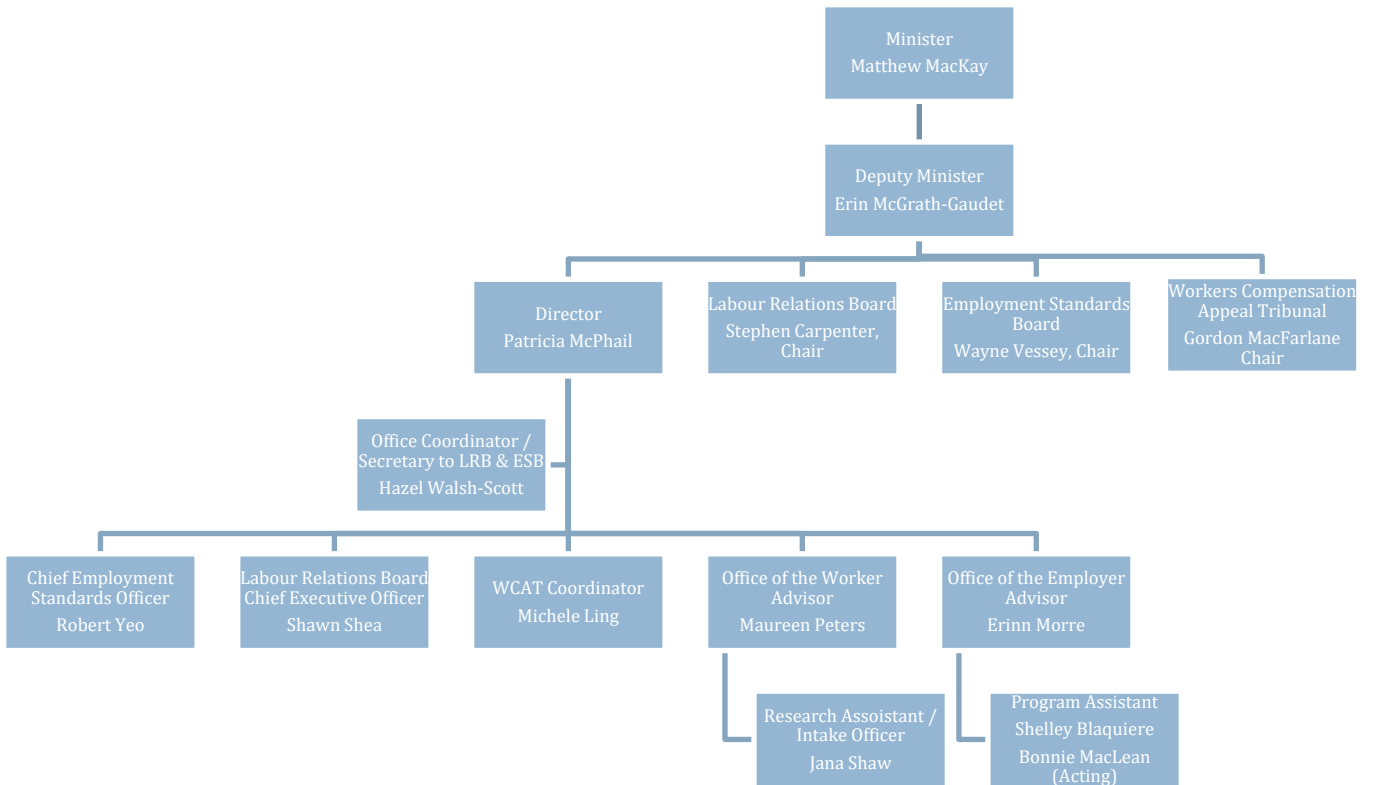 Minister
Matthew MacKay
Deputy Minister
Erin McGrath-Gaudet
Director
Patricia McPhail
Labour Relations Board
Stephen Carpenter,
Chair
Employment Standards
Board
Wayne Vessey, Chair
Workers Compensation
Appeal Tribunal
Gordon MacFarlane
Chair
Office Coordinator /
Secretary to LRB & ESB
Hazel Walsh-Scott
Chief Employment
Standards Officer
Robert Yeo
Labour Relations Board
Chief Executive Officer
Shawn Shea
WCAT Coordinator
Michele Ling
Office of the Worker
Advisor
Maureen Peters
Office of the Employer
Advisor
Erinn Morre
Research Assoistant /
Intake Officer
Jana Shaw
Program Assistant
Shelley Blaquiere
Bonnie MacLean
(Acting)